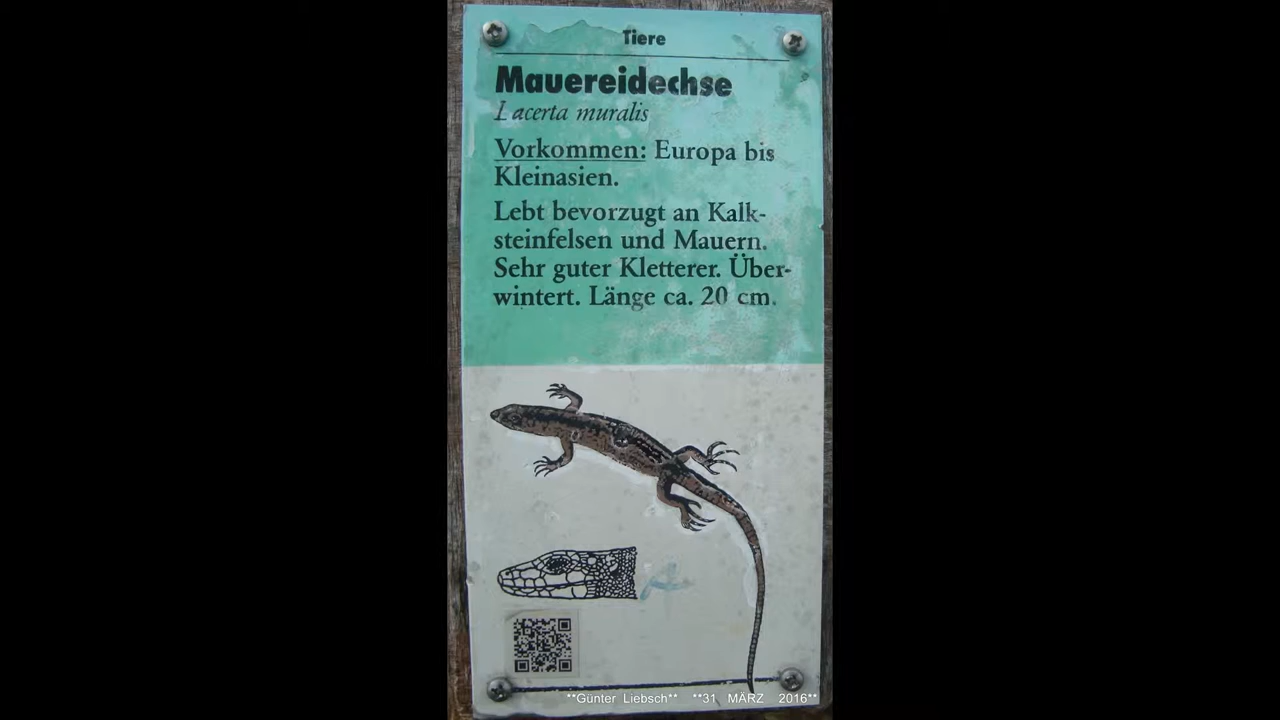 Tiere
Mauereidechse
Lacerta muralis
Vorkommen: Europa bis
Kleinasien.
Lebt bevorzugt an Kalk-
steinfelsen und Mauern.
Sehr guter Kletterer. Über-
wintert. Länge ca. 20 cm.
**Günter Liebsch** **31 MÄRZ 2016**